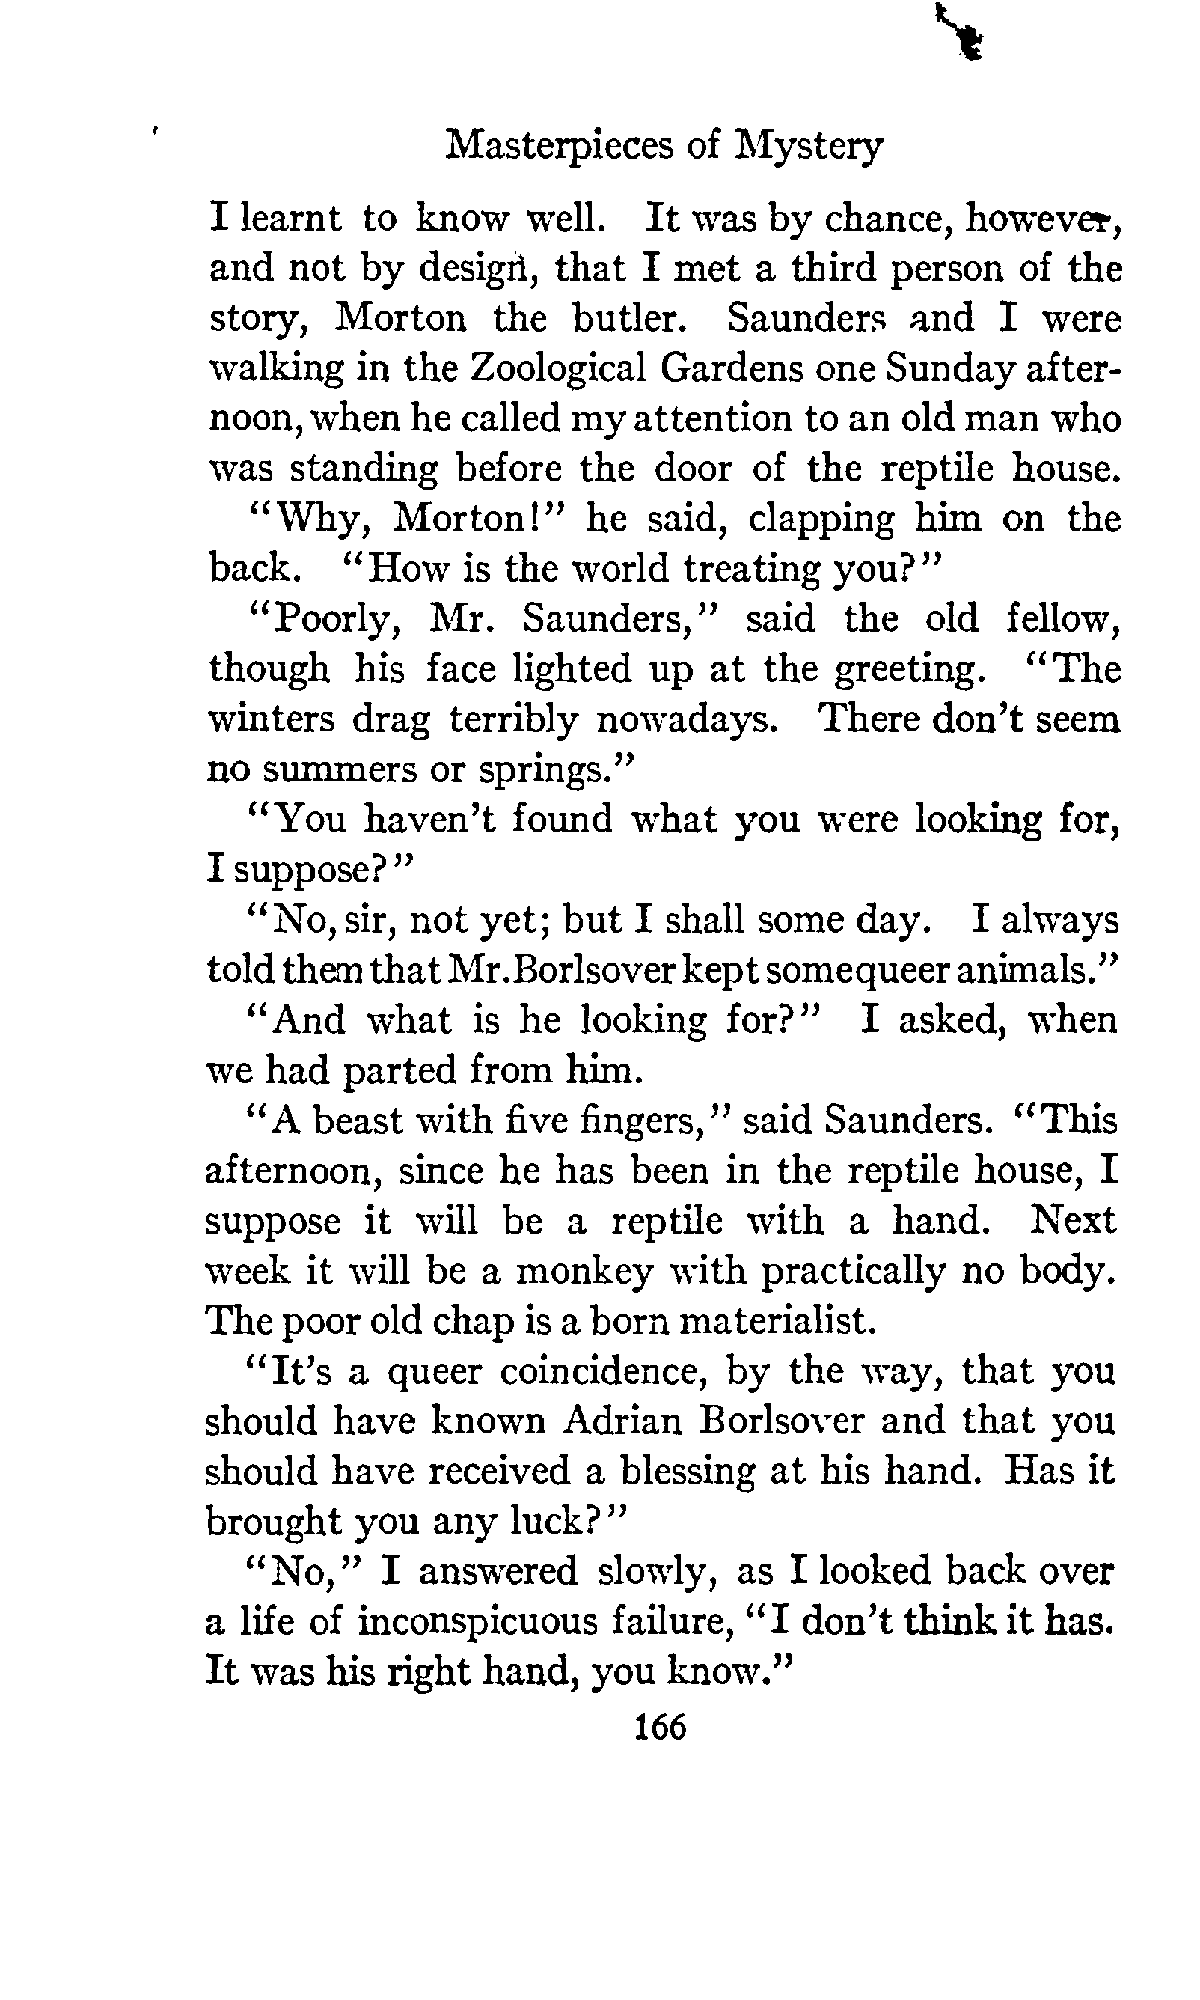 Masterpieces of Mystery
I learnt to know well. It was by chance, however,
and not by design, that I met a third person of the
story, Morton the butler. Saunders and I were
walking in the Zoological Gardens one Sunday after-
noon, when he called my attention to an old man who
was standing before the door of the reptile house.
"Why, Morton!" he said, clapping him on the
back. "How is the world treating you?"
"Poorly, Mr. Saunders," said the old fellow,
though his face lighted up at the greeting. "The
winters drag terribly nowadays. There don't seem
no summers or springs."
"You haven't found what you were looking for,
I suppose?"
"No, sir, not yet; but I shall some day. I always
told them that Mr. Borlsover kept some queer animals."
"And what is he looking for?" I asked, when
we had parted from him.
"A beast with five fingers," said Saunders. "This
afternoon, since he has been in the reptile house, I
suppose it will be a reptile with a hand. Next
week it will be a monkey with practically no body.
The poor old chap is a born materialist.
"It's a queer coincidence, by the way, that you
should have known Adrian Borlsover and that you
should have received a blessing at his hand. Has it
brought you any luck?"
"No," I answered slowly, as I looked back over
a life of inconspicuous failure, "I don't think it has.
It was his right hand, you know."
166